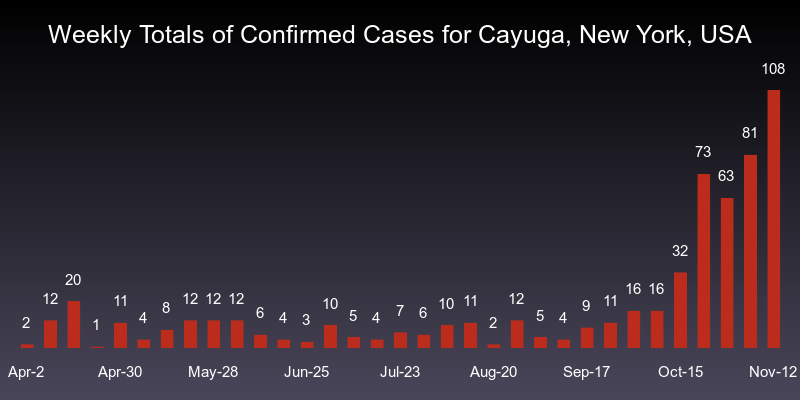 Weekly Totals of Confirmed Cases for Cayuga, New York, USA
2 12 20 1 11 4 8 12 12 12 6 4 3 10 5 4 7 6 10 11 2 12 5 4 9 11 16 16 32 73 63 81 108
Apr-2 Apr-30 May-28 Jun-25 Jul-23 Aug-20 Sep-17 Oct-15 Nov-12